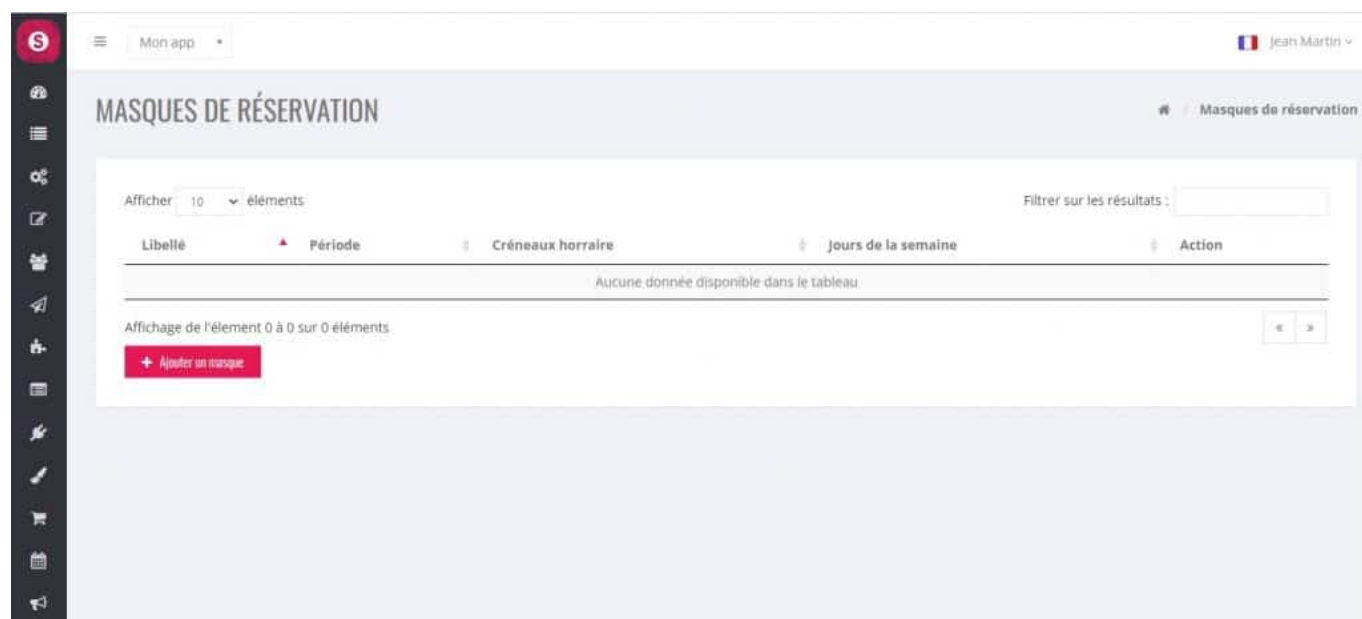 S
Mon app
Jean Martin
MASQUES DE RÉSERVATION
/ Masques de réservation
Afficher 10 éléments
Filtrer sur les résultats :
Libellé Période Créneaux horraire Jours de la semaine Action
Aucune donnée disponible dans le tableau
Affichage de l'élement 0 à 0 sur 0 éléments
« »
+ Ajouter un masque